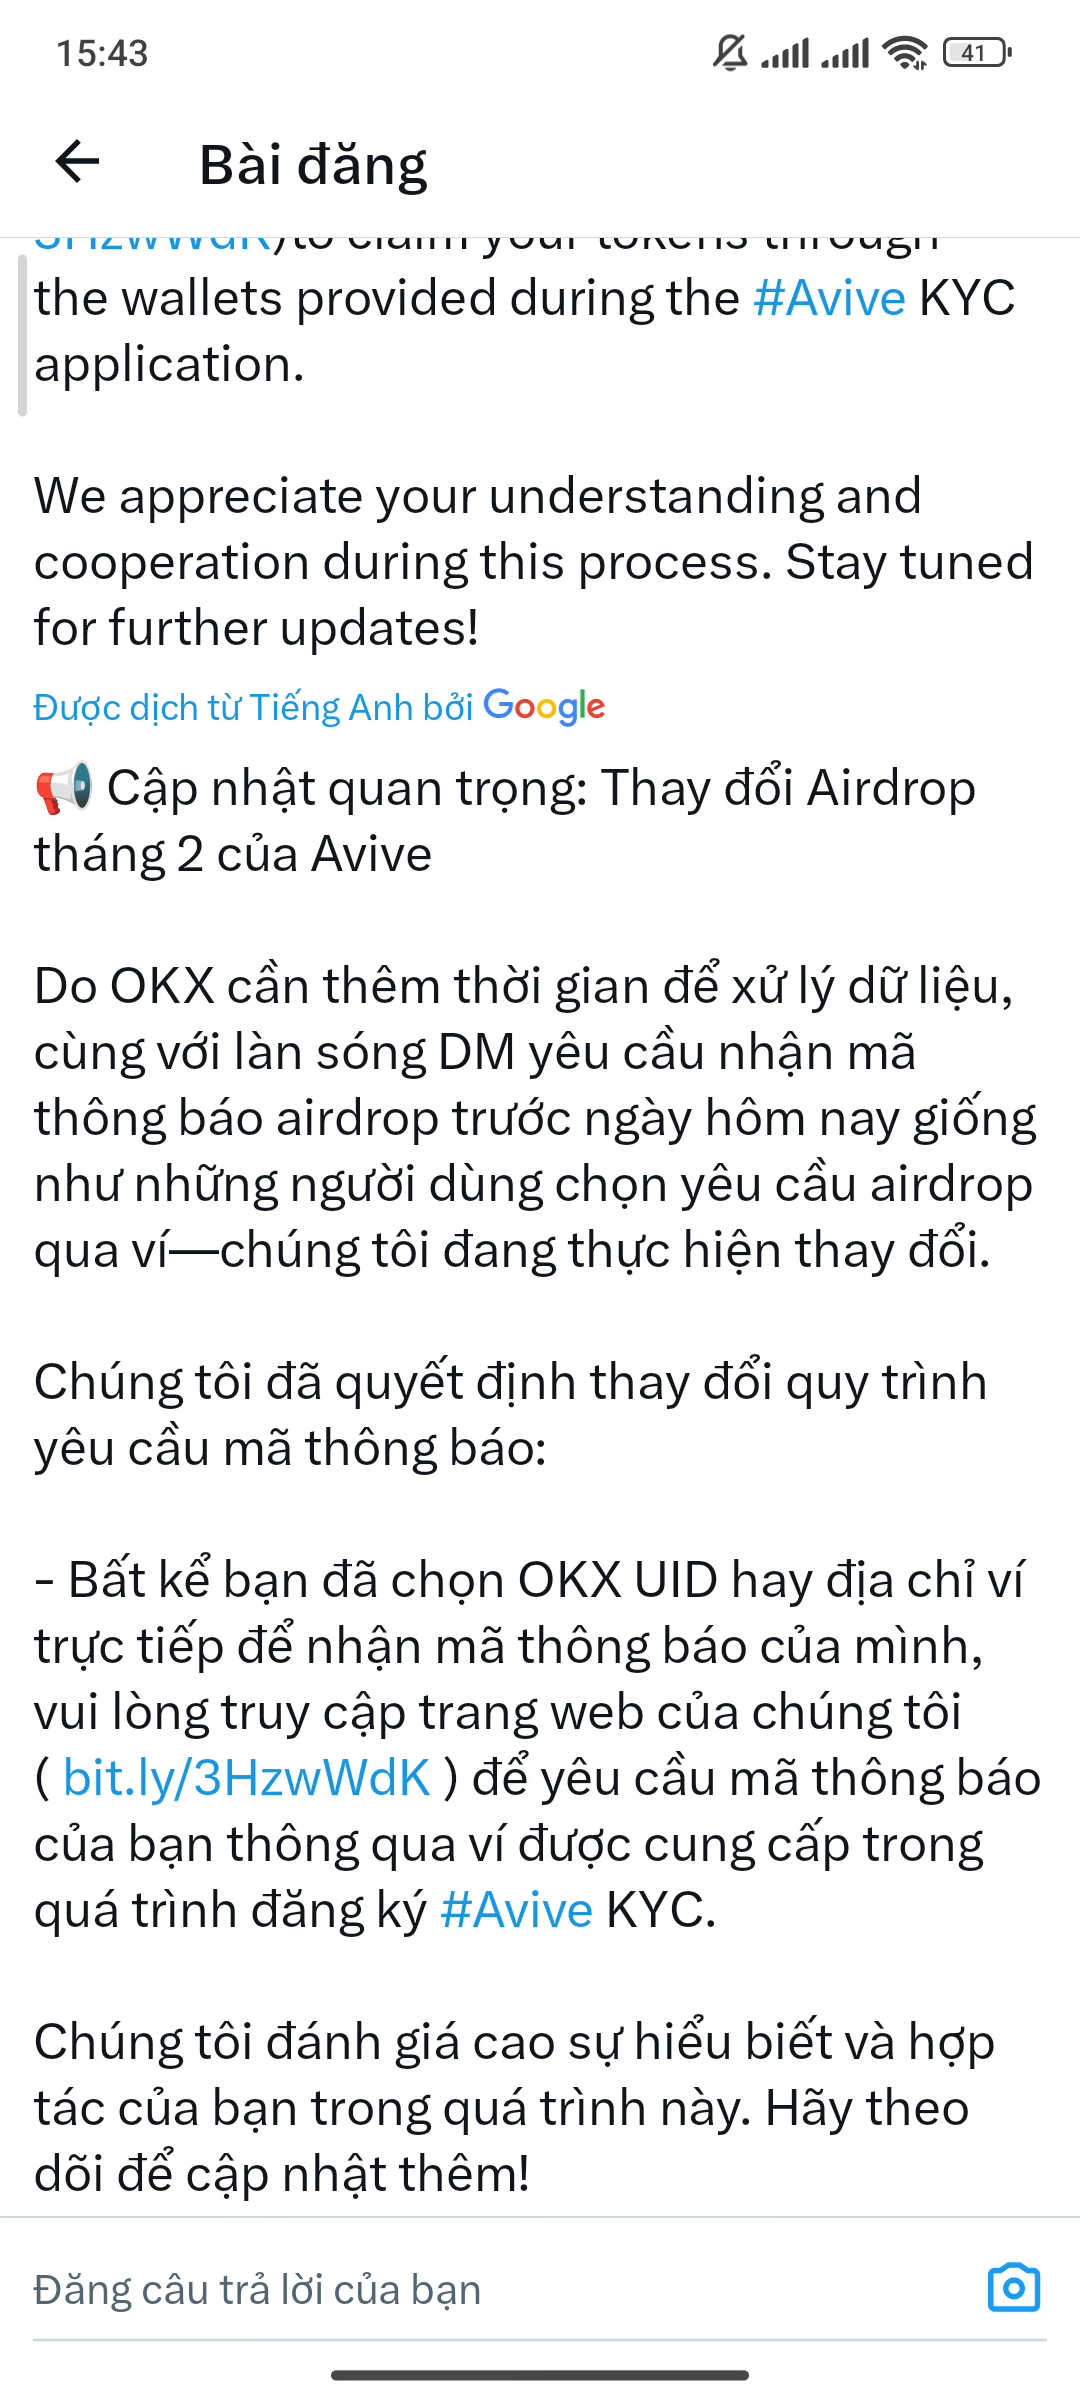 15:43
41
Bài đăng
3HzwWdK)to claim your tokens through
the wallets provided during the #Avive KYC
application.
We appreciate your understanding and
cooperation during this process. Stay tuned
for further updates!
Được dịch từ Tiếng Anh bởi Google
📢 Cập nhật quan trọng: Thay đổi Airdrop
tháng 2 của Avive
Do OKX cần thêm thời gian để xử lý dữ liệu,
cùng với làn sóng DM yêu cầu nhận mã
thông báo airdrop trước ngày hôm nay giống
như những người dùng chọn yêu cầu airdrop
qua ví—chúng tôi đang thực hiện thay đổi.
Chúng tôi đã quyết định thay đổi quy trình
yêu cầu mã thông báo:
- Bất kể bạn đã chọn OKX UID hay địa chỉ ví
trực tiếp để nhận mã thông báo của mình,
vui lòng truy cập trang web của chúng tôi
( bit.ly/3HzwWdK ) để yêu cầu mã thông báo
của bạn thông qua ví được cung cấp trong
quá trình đăng ký #Avive KYC.
Chúng tôi đánh giá cao sự hiểu biết và hợp
tác của bạn trong quá trình này. Hãy theo
dõi để cập nhật thêm!
Đăng câu trả lời của bạn